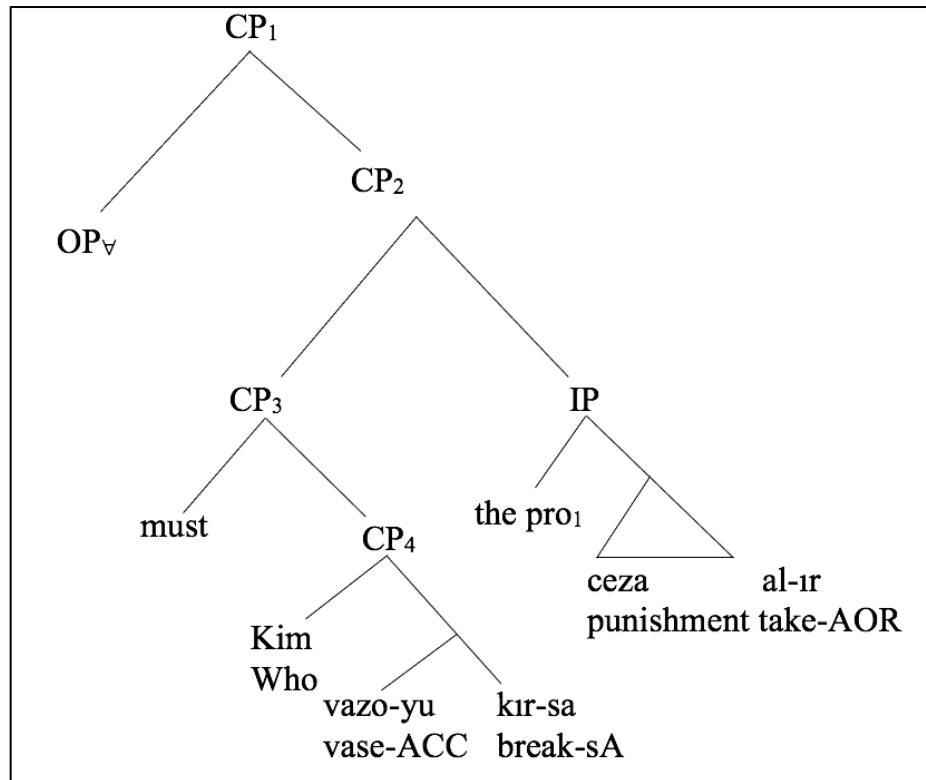 CP₁
CP₂
OP∀
CP₃
IP
must
the pro₁
CP₄
ceza al-ır
punishment take-AOR
Kim
Who
vazo-yu kır-sa
vase-ACC break-sA